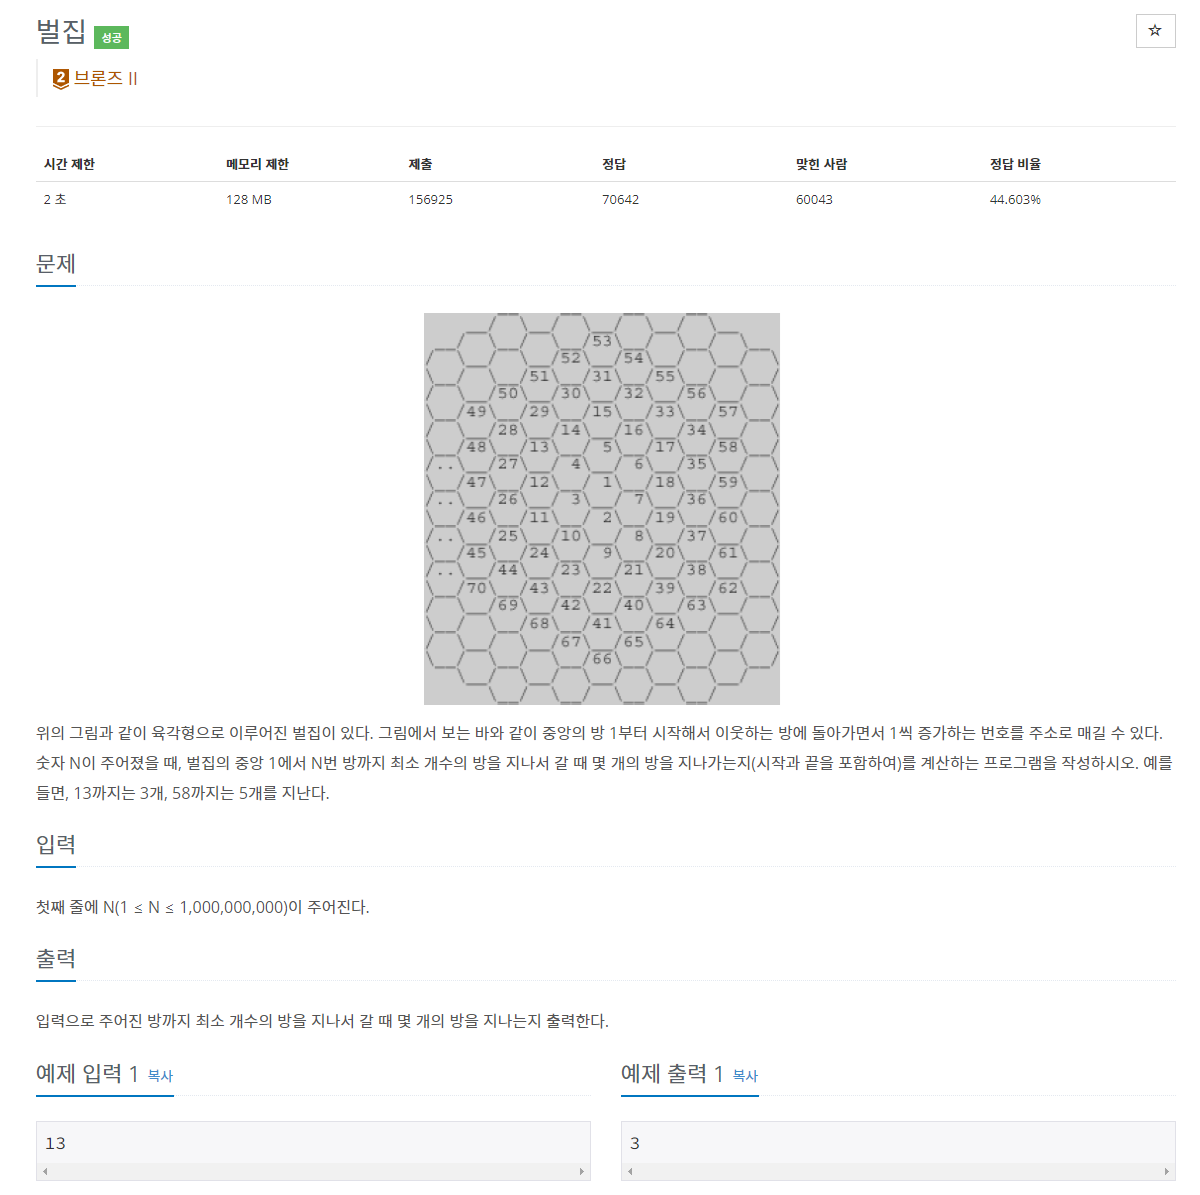 벌집 성공
☆
2 브론즈 II
시간 제한 메모리 제한 제출 정답 맞힌 사람 정답 비율
2 초 128 MB 156925 70642 60043 44.603%
문제
53
52 54
51 31 55
50 30 32 56
49 29 15 33 57
28 14 16 34
48 13 5 17 58
.. 27 4 6 35
47 12 1 18 59
.. 26 3 7 36
46 11 2 19 60
.. 25 10 8 37
45 24 9 20 61
.. 44 23 21 38
70 43 22 39 62
69 42 40 63
68 41 64
67 65
66
위의 그림과 같이 육각형으로 이루어진 벌집이 있다. 그림에서 보는 바와 같이 중앙의 방 1부터 시작해서 이웃하는 방에 돌아가면서 1씩 증가하는 번호를 주소로 매길 수 있다.
숫자 N이 주어졌을 때, 벌집의 중앙 1에서 N번 방까지 최소 개수의 방을 지나서 갈 때 몇 개의 방을 지나가는지(시작과 끝을 포함하여)를 계산하는 프로그램을 작성하시오. 예를
들면, 13까지는 3개, 58까지는 5개를 지난다.
입력
첫째 줄에 N(1 ≤ N ≤ 1,000,000,000)이 주어진다.
출력
입력으로 주어진 방까지 최소 개수의 방을 지나서 갈 때 몇 개의 방을 지나는지 출력한다.
예제 입력 1 복사
13
예제 출력 1 복사
3